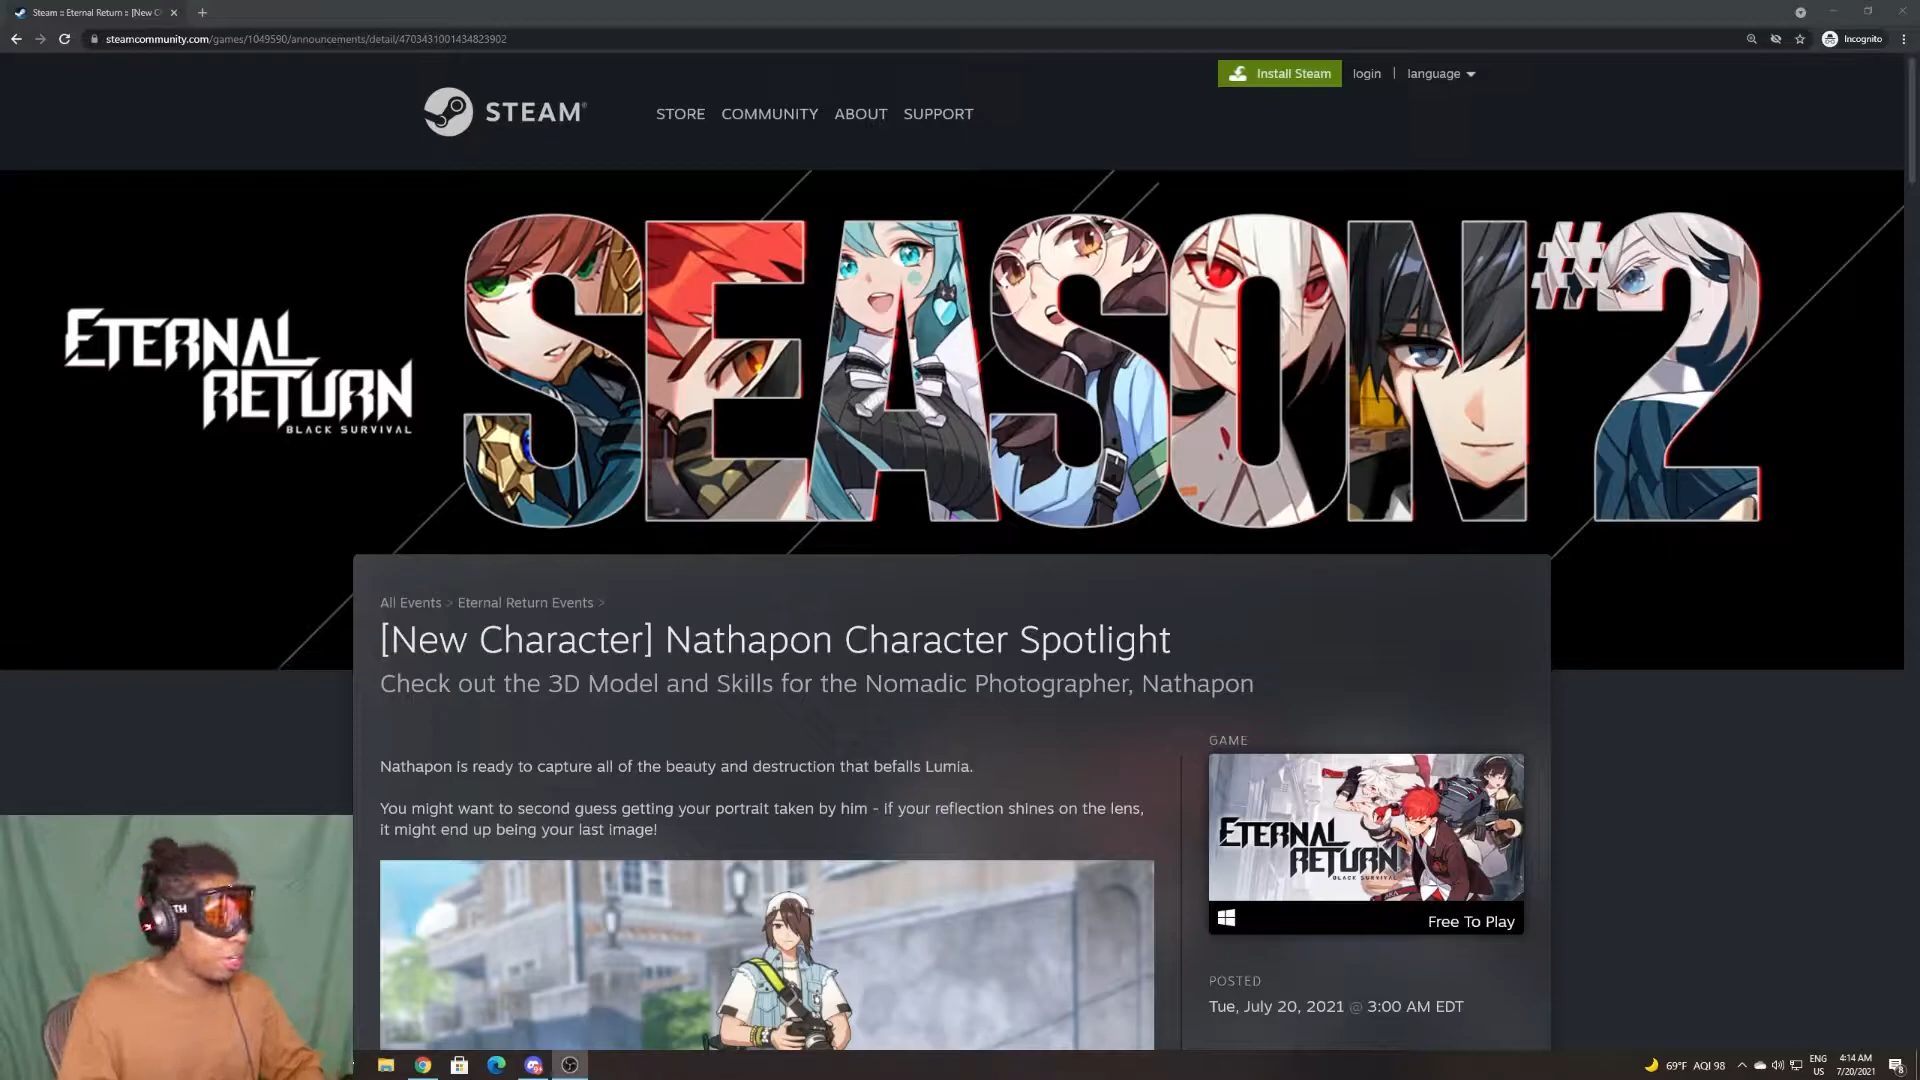 Steam :: Eternal Return :: [New C
steamcommunity.com/games/1049590/announcements/detail/4703431001434823902
Incognito
Install Steam
login | language
STEAM®
STORE COMMUNITY ABOUT SUPPORT
ETERNAL
RETURN
BLACK SURVIVAL
SEASON #2
All Events > Eternal Return Events >
[New Character] Nathapon Character Spotlight
Check out the 3D Model and Skills for the Nomadic Photographer, Nathapon
Nathapon is ready to capture all of the beauty and destruction that befalls Lumia.
You might want to second guess getting your portrait taken by him - if your reflection shines on the lens,
it might end up being your last image!
GAME
ETERNAL
RETURN
BLACK SURVIVAL
Free To Play
POSTED
Tue, July 20, 2021 @ 3:00 AM EDT
69°F AQI 98
ENG
US
4:14 AM
7/20/2021